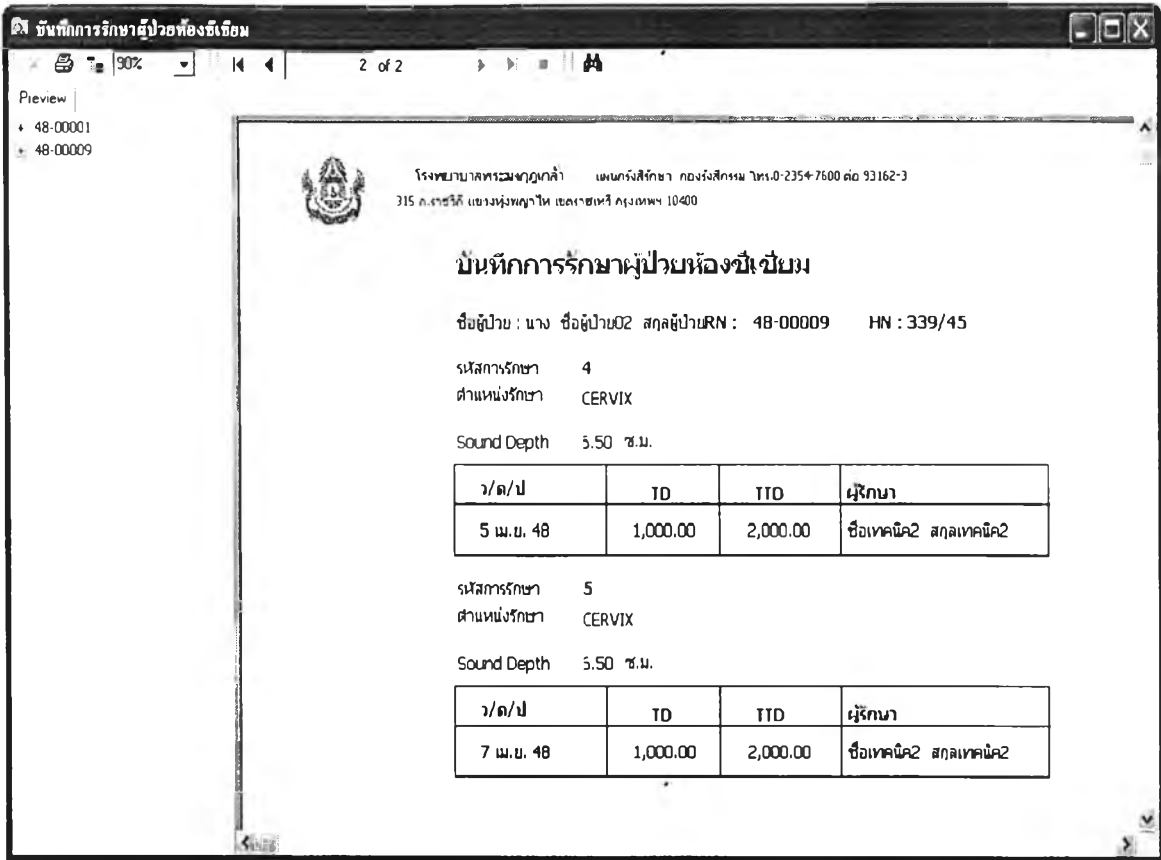 บันทึกการรักษาผู้ป่วยห้องซีเซียม
90% 2 of 2
Preview
48-00001
48-00009
โรงพยาบาลพระมงกุฎเกล้า แผนกรังสีรักษา กองรังสีกรรม โทร.0-2354-7600 ต่อ 93162-3
315 ถ.ราชวิถี แขวงทุ่งพญาไท เขตราชเทวี กรุงเทพฯ 10400
บันทึกการรักษาผู้ป่วยห้องซีเซียม
ชื่อผู้ป่วย : นาง ชื่อผู้ป่วย02 สกุลผู้ป่วยRN : 48-00009 HN : 339/45
รหัสการรักษา 4
ตำแหน่งรักษา CERVIX
Sound Depth .50 ซ.ม.
ว/ด/ป TD TTD ผู้รักษา
5 เม.ย. 48 1,000.00 2,000.00 ชื่อเทคนิค2 สกุลเทคนิค2
รหัสการรักษา 5
ตำแหน่งรักษา CERVIX
Sound Depth .50 ซ.ม.
ว/ด/ป TD TTD ผู้รักษา
7 เม.ย. 48 1,000.00 2,000.00 ชื่อเทคนิค2 สกุลเทคนิค2